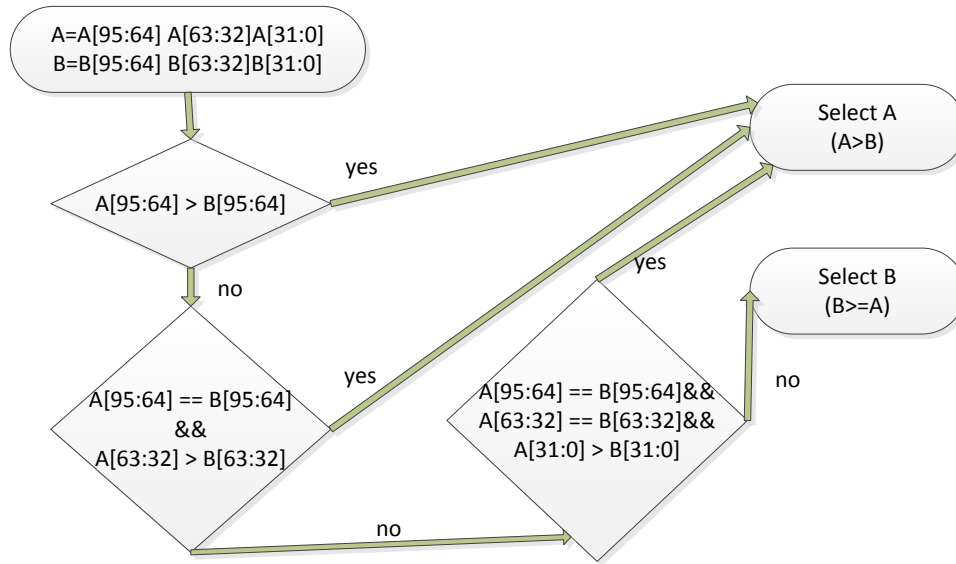 A=A[95:64] A[63:32]A[31:0]
B=B[95:64] B[63:32]B[31:0]
A[95:64] > B[95:64]
yes
no
Select A
(A>B)
A[95:64] == B[95:64]
&&
A[63:32] > B[63:32]
yes
no
A[95:64] == B[95:64]&&
A[63:32] == B[63:32]&&
A[31:0] > B[31:0]
yes
no
Select B
(B>=A)